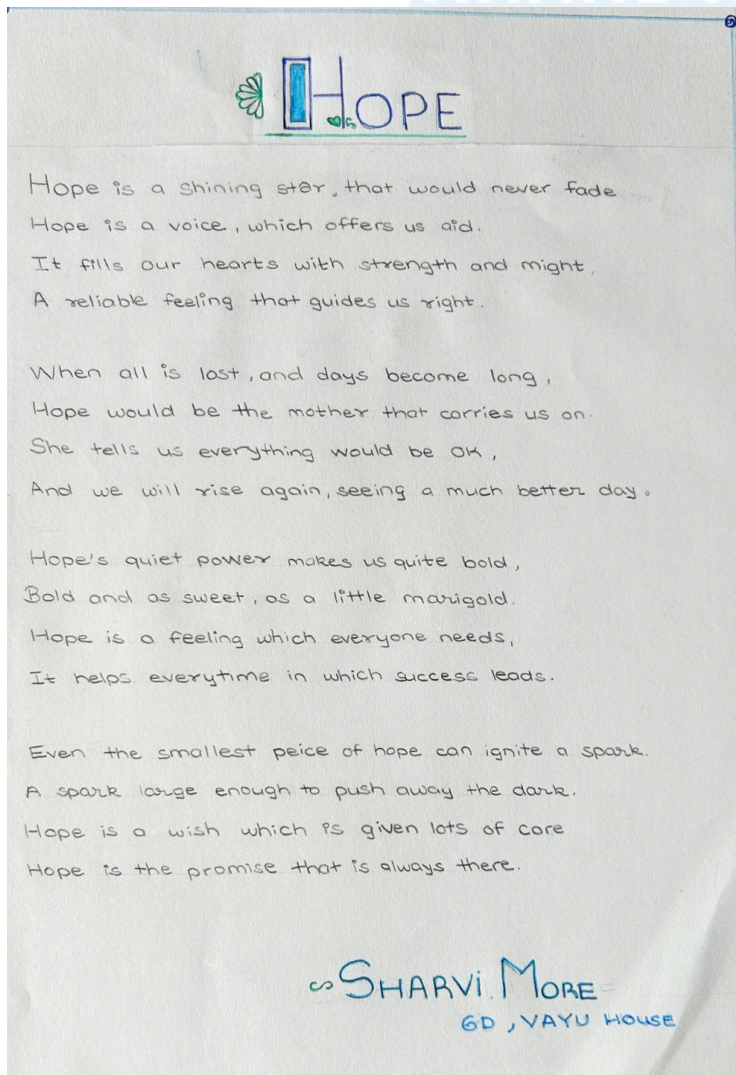 HOPE
Hope is a shining star, that would never fade
Hope is a voice, which offers us aid.
It fills our hearts with strength and might,
A reliable feeling that guides us right.
When all is lost, and days become long,
Hope would be the mother that carries us on.
She tells us everything would be OK,
And we will rise again, seeing a much better day.
Hope's quiet power makes us quite bold,
Bold and as sweet, as a little marigold.
Hope is a feeling which everyone needs,
It helps everytime in which success leads.
Even the smallest peice of hope can ignite a spark.
A spark large enough to push away the dark.
Hope is a wish which is given lots of care
Hope is the promise that is always there.
~ SHARVI. MORE
6D, VAYU HOUSE